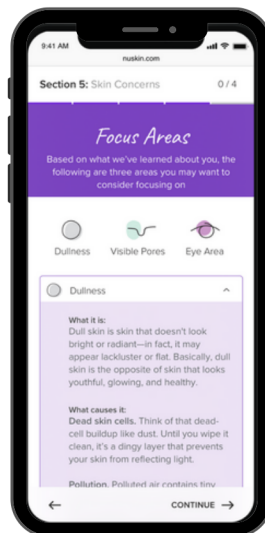 9:41 AM
nuskin.com
Section 5: Skin Concerns 0 / 4
Focus Areas
Based on what we've learned about you, the
following are three areas you may want to
consider focusing on
Dullness Visible Pores Eye Area
Dullness
What it is:
Dull skin is skin that doesn't look
bright or radiant—in fact, it may
appear lackluster or flat. Basically, dull
skin is the opposite of skin that looks
youthful, glowing, and healthy.
What causes it:
Dead skin cells. Think of that dead-
cell buildup like dust. Until you wipe it
clean, it's a dingy layer that prevents
your skin from reflecting light.
Pollution. Polluted air contains tiny
← CONTINUE →